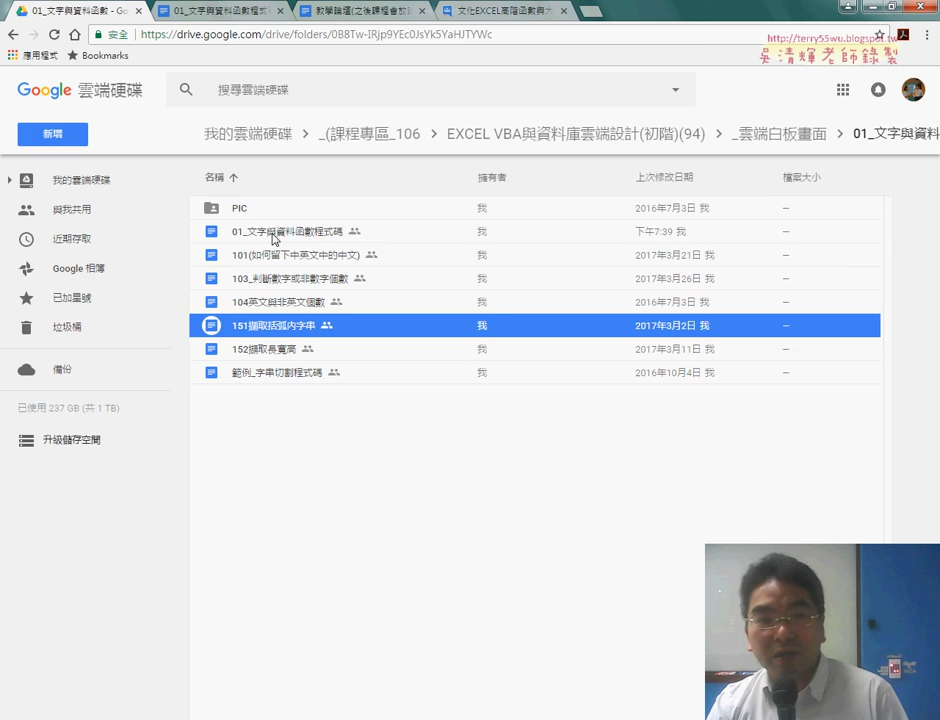 01_文字與資料函數 - Go
01_文字與資料函數程式
教學論壇(之後課程會放
文化EXCEL高階函數與大
安全
https://drive.google.com/drive/folders/0B8Tw-IRjp9YEc0JsYk5YaHJTYWc
http://terry55wu.blogspot.tw
應用程式
Bookmarks
吳清輝老師錄製
Google 雲端硬碟
搜尋雲端硬碟
新增
我的雲端硬碟 > _(課程專區_106 > EXCEL VBA與資料庫雲端設計(初階)(94) > _雲端白板畫面 > 01_文字與資料
名稱 擁有者 上次修改日期 檔案大小
我的雲端硬碟
與我共用
近期存取
Google 相簿
已加星號
垃圾桶
備份
已使用 237 GB (共 1 TB)
升級儲存空間
PIC 我 2016年7月3日 我 –
01_文字與資料函數程式碼 我 下午7:39 我 –
101(如何留下中英文中的中文) 我 2017年3月21日 我 –
103_判斷數字或非數字個數 我 2017年3月26日 我 –
104英文與非英文個數 我 2016年7月3日 我 –
151擷取括弧內字串 我 2017年3月2日 我 –
152擷取長寬高 我 2017年3月11日 我 –
範例_字串切割程式碼 我 2016年10月4日 我 –